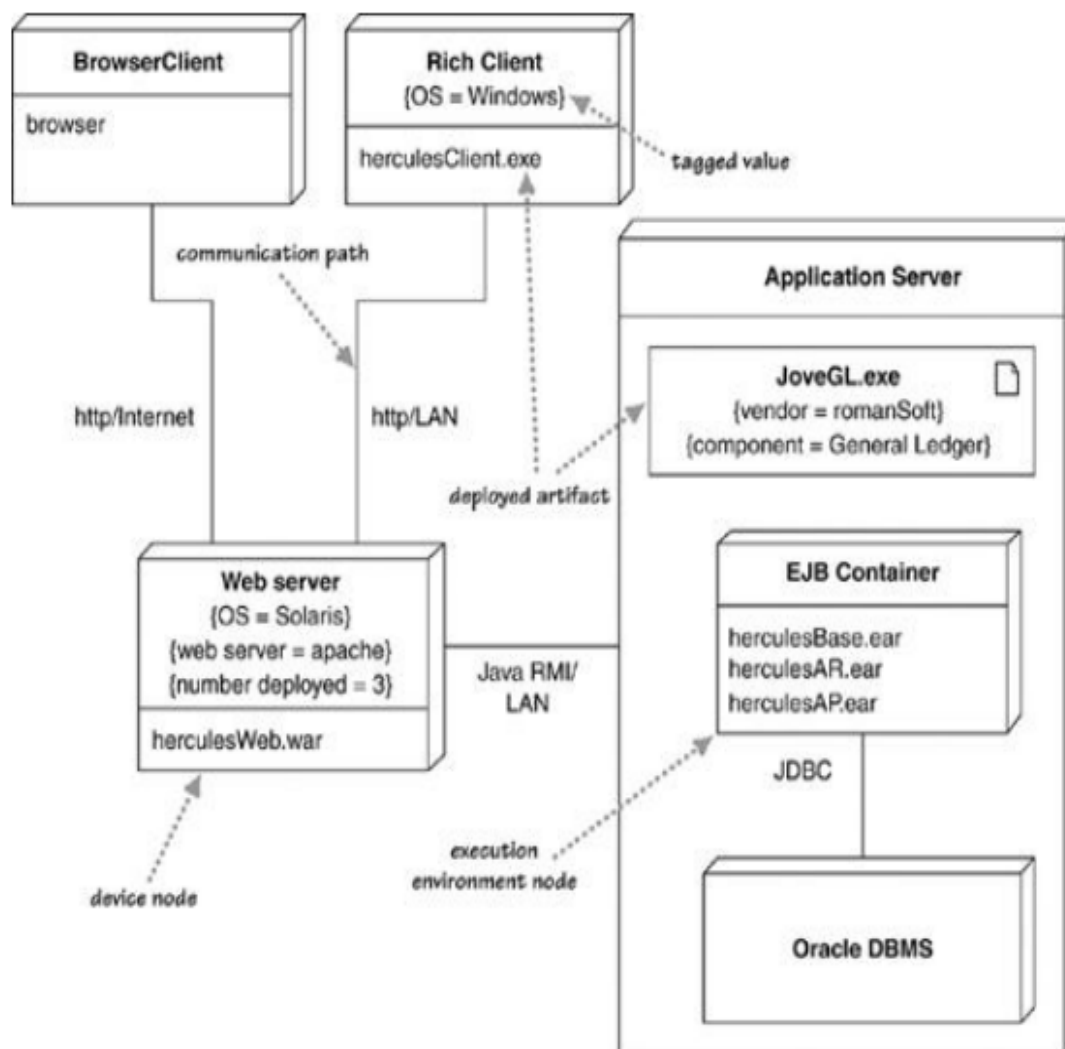 BrowserClient
browser
Rich Client
{OS = Windows}
herculesClient.exe
tagged value
communication path
http/Internet
http/LAN
deployed artifact
Application Server
JoveGL.exe
{vendor = romanSoft}
{component = General Ledger}
Web server
{OS = Solaris}
{web server = apache}
{number deployed = 3}
herculesWeb.war
Java RMI/
LAN
EJB Container
herculesBase.ear
herculesAR.ear
herculesAP.ear
JDBC
device node
execution
environment node
Oracle DBMS